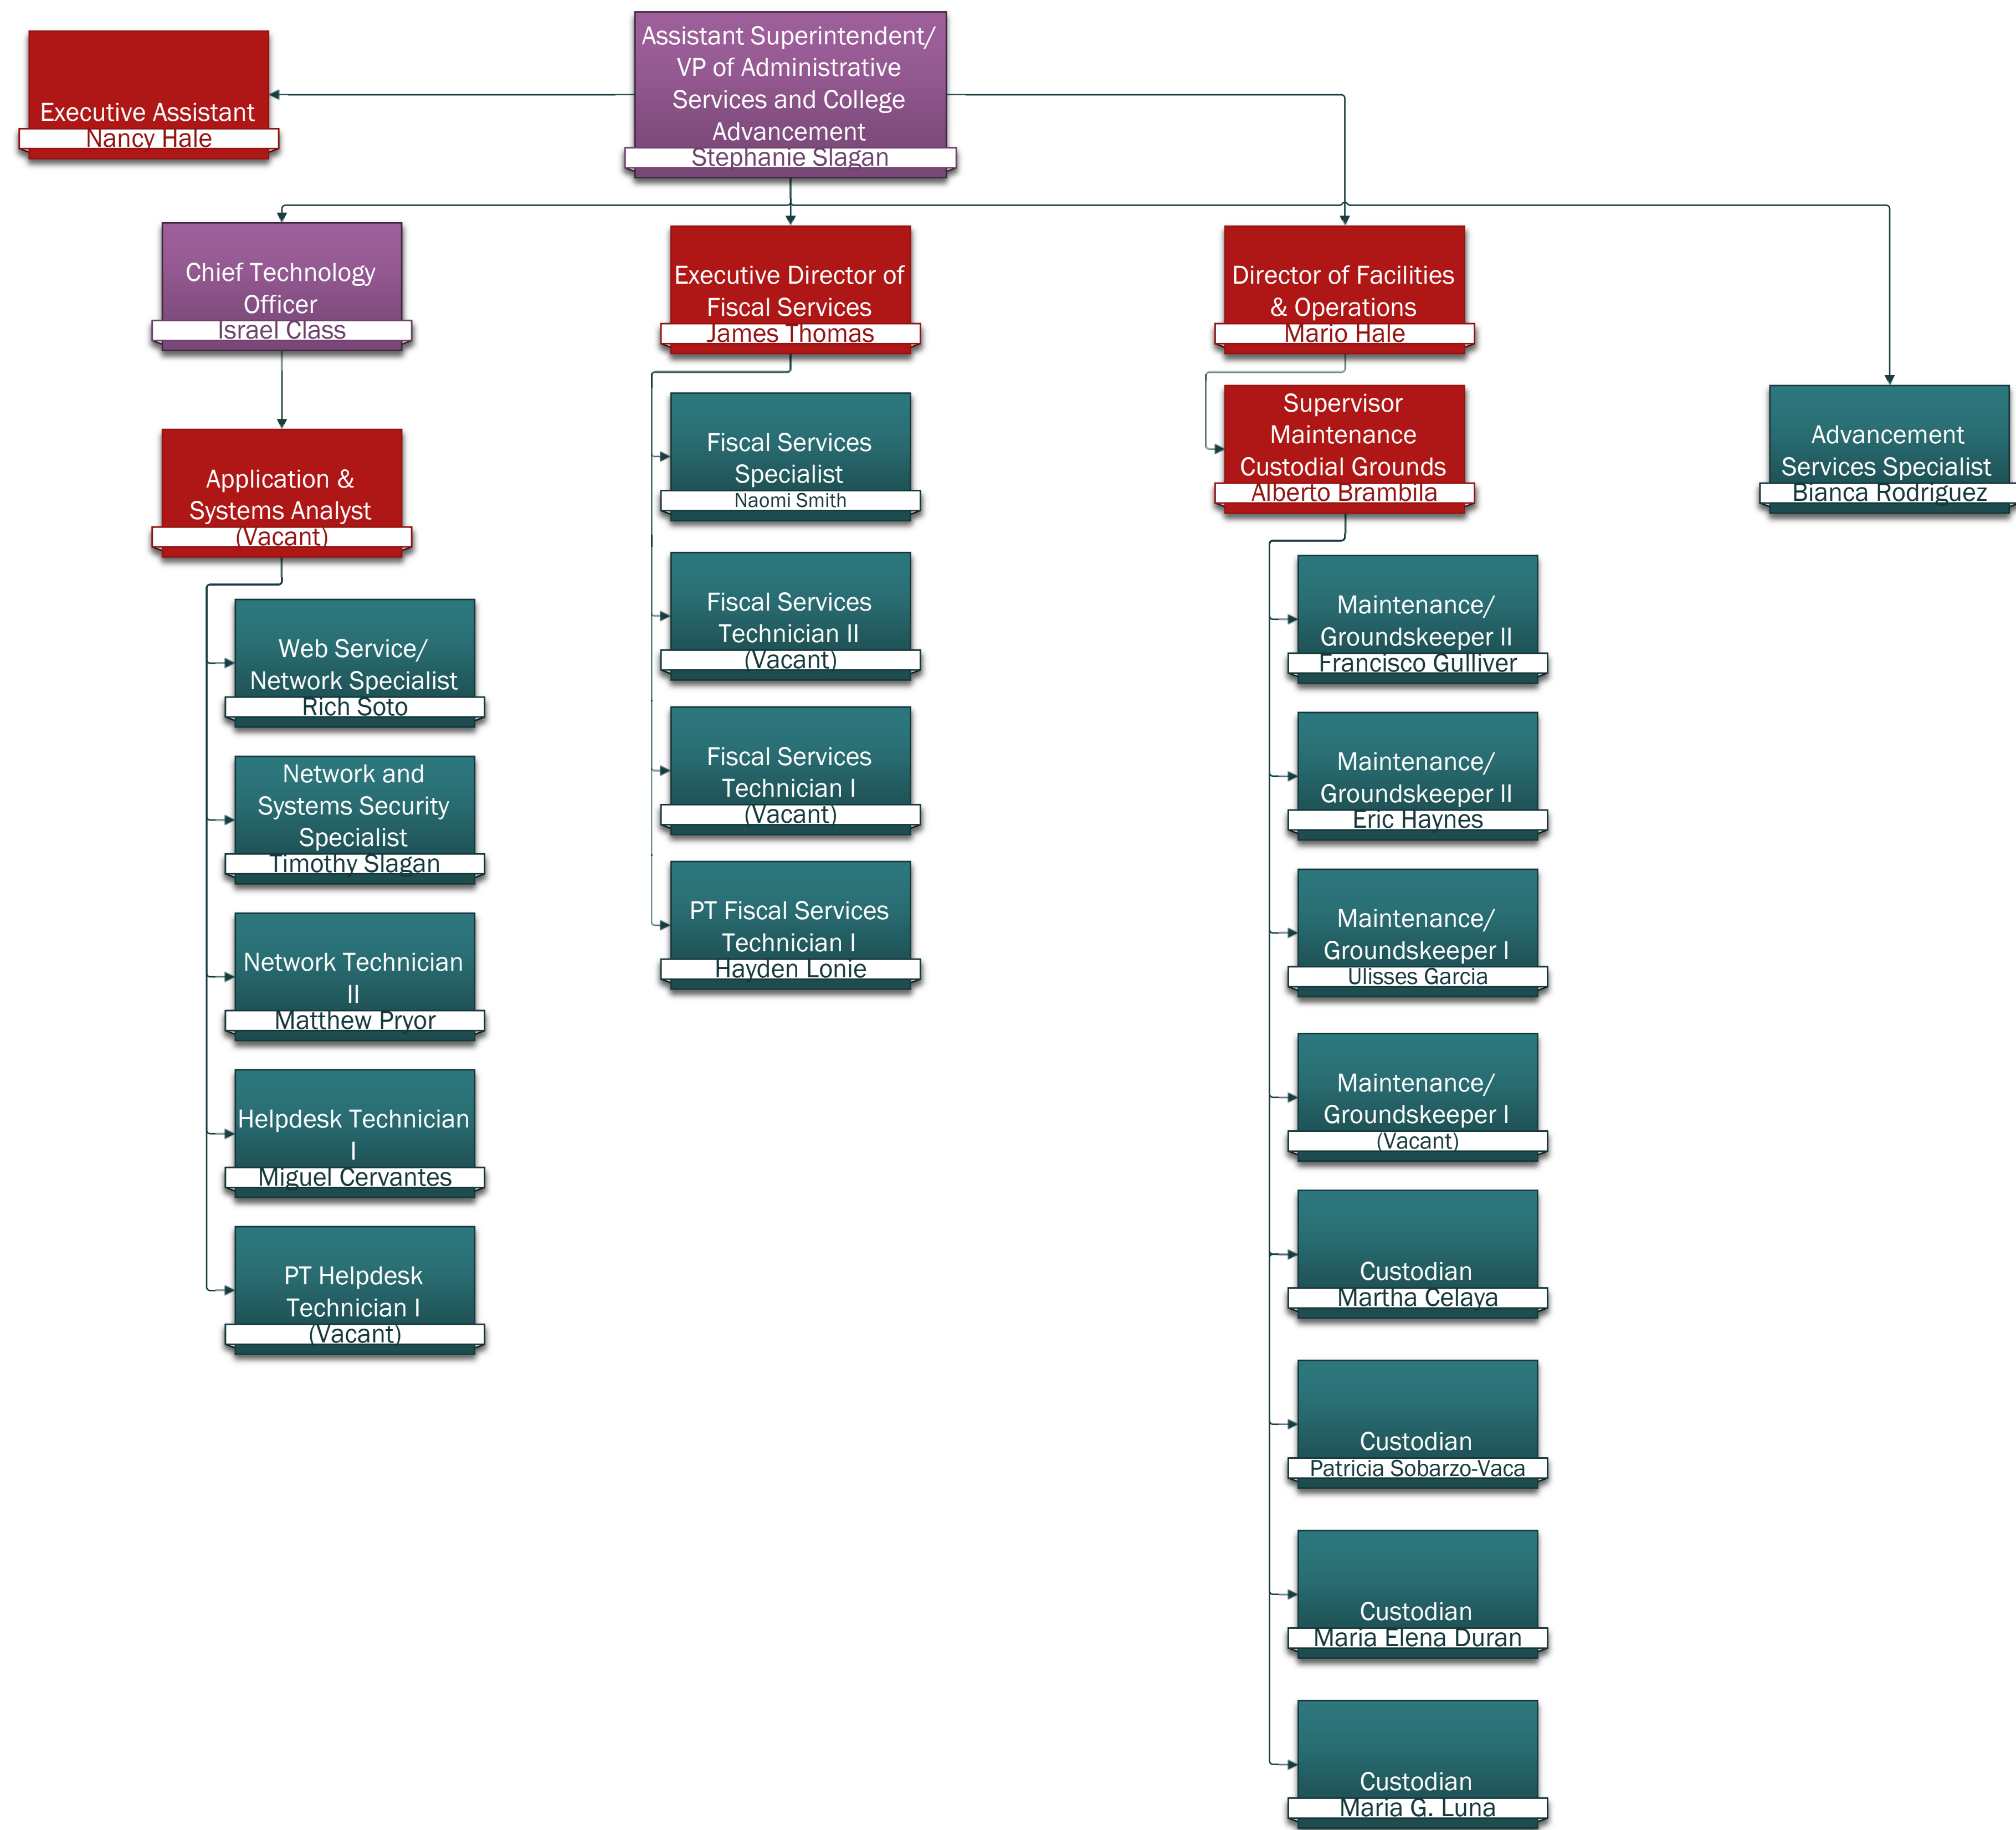 Executive Assistant
Nancy Hale
Assistant Superintendent/
VP of Administrative
Services and College
Advancement
Stephanie Slagan
Chief Technology
Officer
Israel Class
Executive Director of
Fiscal Services
James Thomas
Director of Facilities
& Operations
Mario Hale
Application &
Systems Analyst
(Vacant)
Web Service/
Network Specialist
Rich Soto
Network and
Systems Security
Specialist
Timothy Slagan
Network Technician
II
Matthew Pryor
Helpdesk Technician
I
Miguel Cervantes
PT Helpdesk
Technician I
(Vacant)
Fiscal Services
Specialist
Naomi Smith
Fiscal Services
Technician II
(Vacant)
Fiscal Services
Technician I
(Vacant)
PT Fiscal Services
Technician I
Hayden Lonie
Supervisor
Maintenance
Custodial Grounds
Alberto Brambila
Maintenance/
Groundskeeper II
Francisco Gulliver
Maintenance/
Groundskeeper II
Eric Haynes
Maintenance/
Groundskeeper I
Ulisses Garcia
Maintenance/
Groundskeeper I
(Vacant)
Custodian
Martha Celaya
Custodian
Patricia Sobarzo-Vaca
Custodian
Maria Elena Duran
Custodian
Maria G. Luna
Advancement
Services Specialist
Bianca Rodriguez